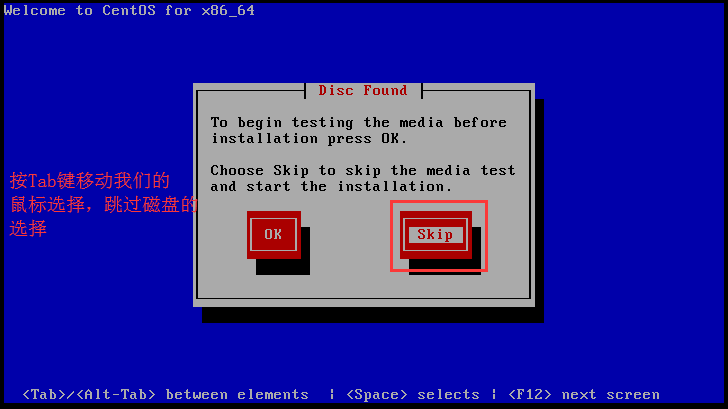 Welcome to CentOS for x86_64
Disc Found
To begin testing the media before
installation press OK.
Choose Skip to skip the media test
and start the installation.
按Tab键移动我们的
鼠标选择，跳过磁盘的
选择
OK
Skip
<Tab>/<Alt-Tab> between elements | <Space> selects | <F12> next screen